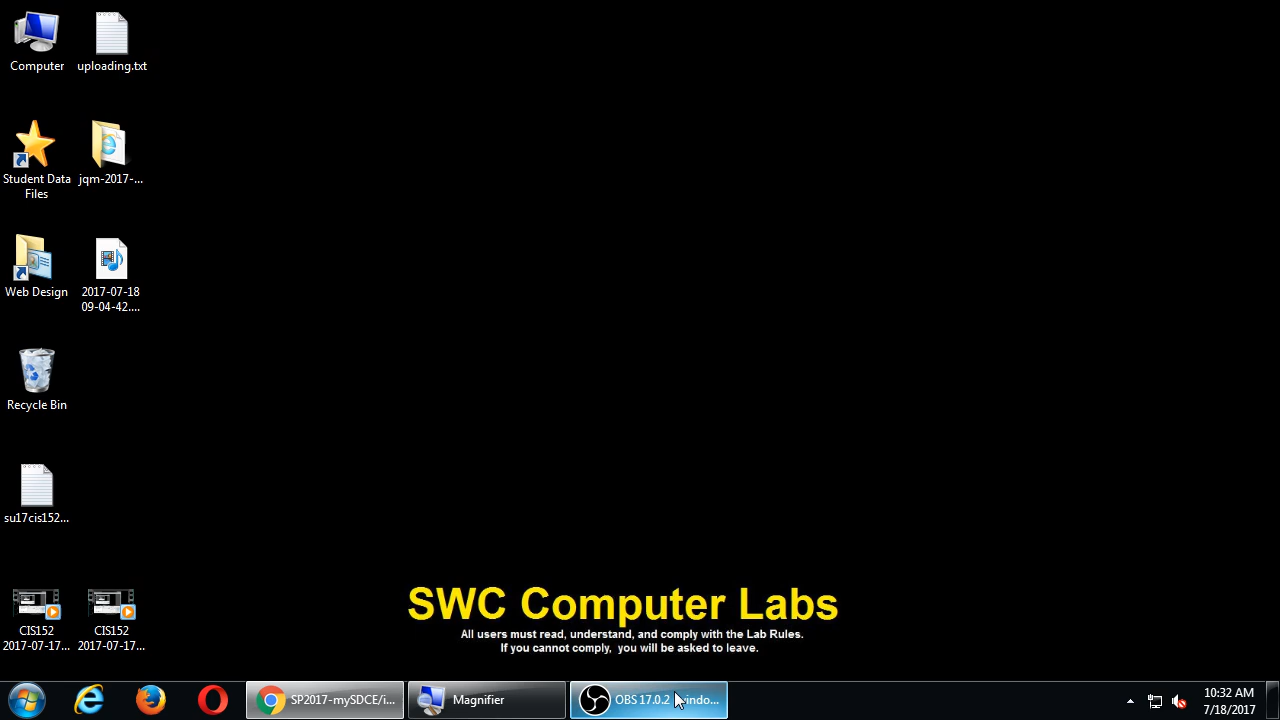 Computer
uploading.txt
Student Data
Files
jqm-2017-...
Web Design
2017-07-18
09-04-42....
Recycle Bin
su17cis152...
CIS152
2017-07-17...
CIS152
2017-07-17...
SWC Computer Labs
All users must read, understand, and comply with the Lab Rules.
If you cannot comply, you will be asked to leave.
SP2017-mySDCE/i...
Magnifier
OBS 17.0.2
10:32 AM
7/18/2017